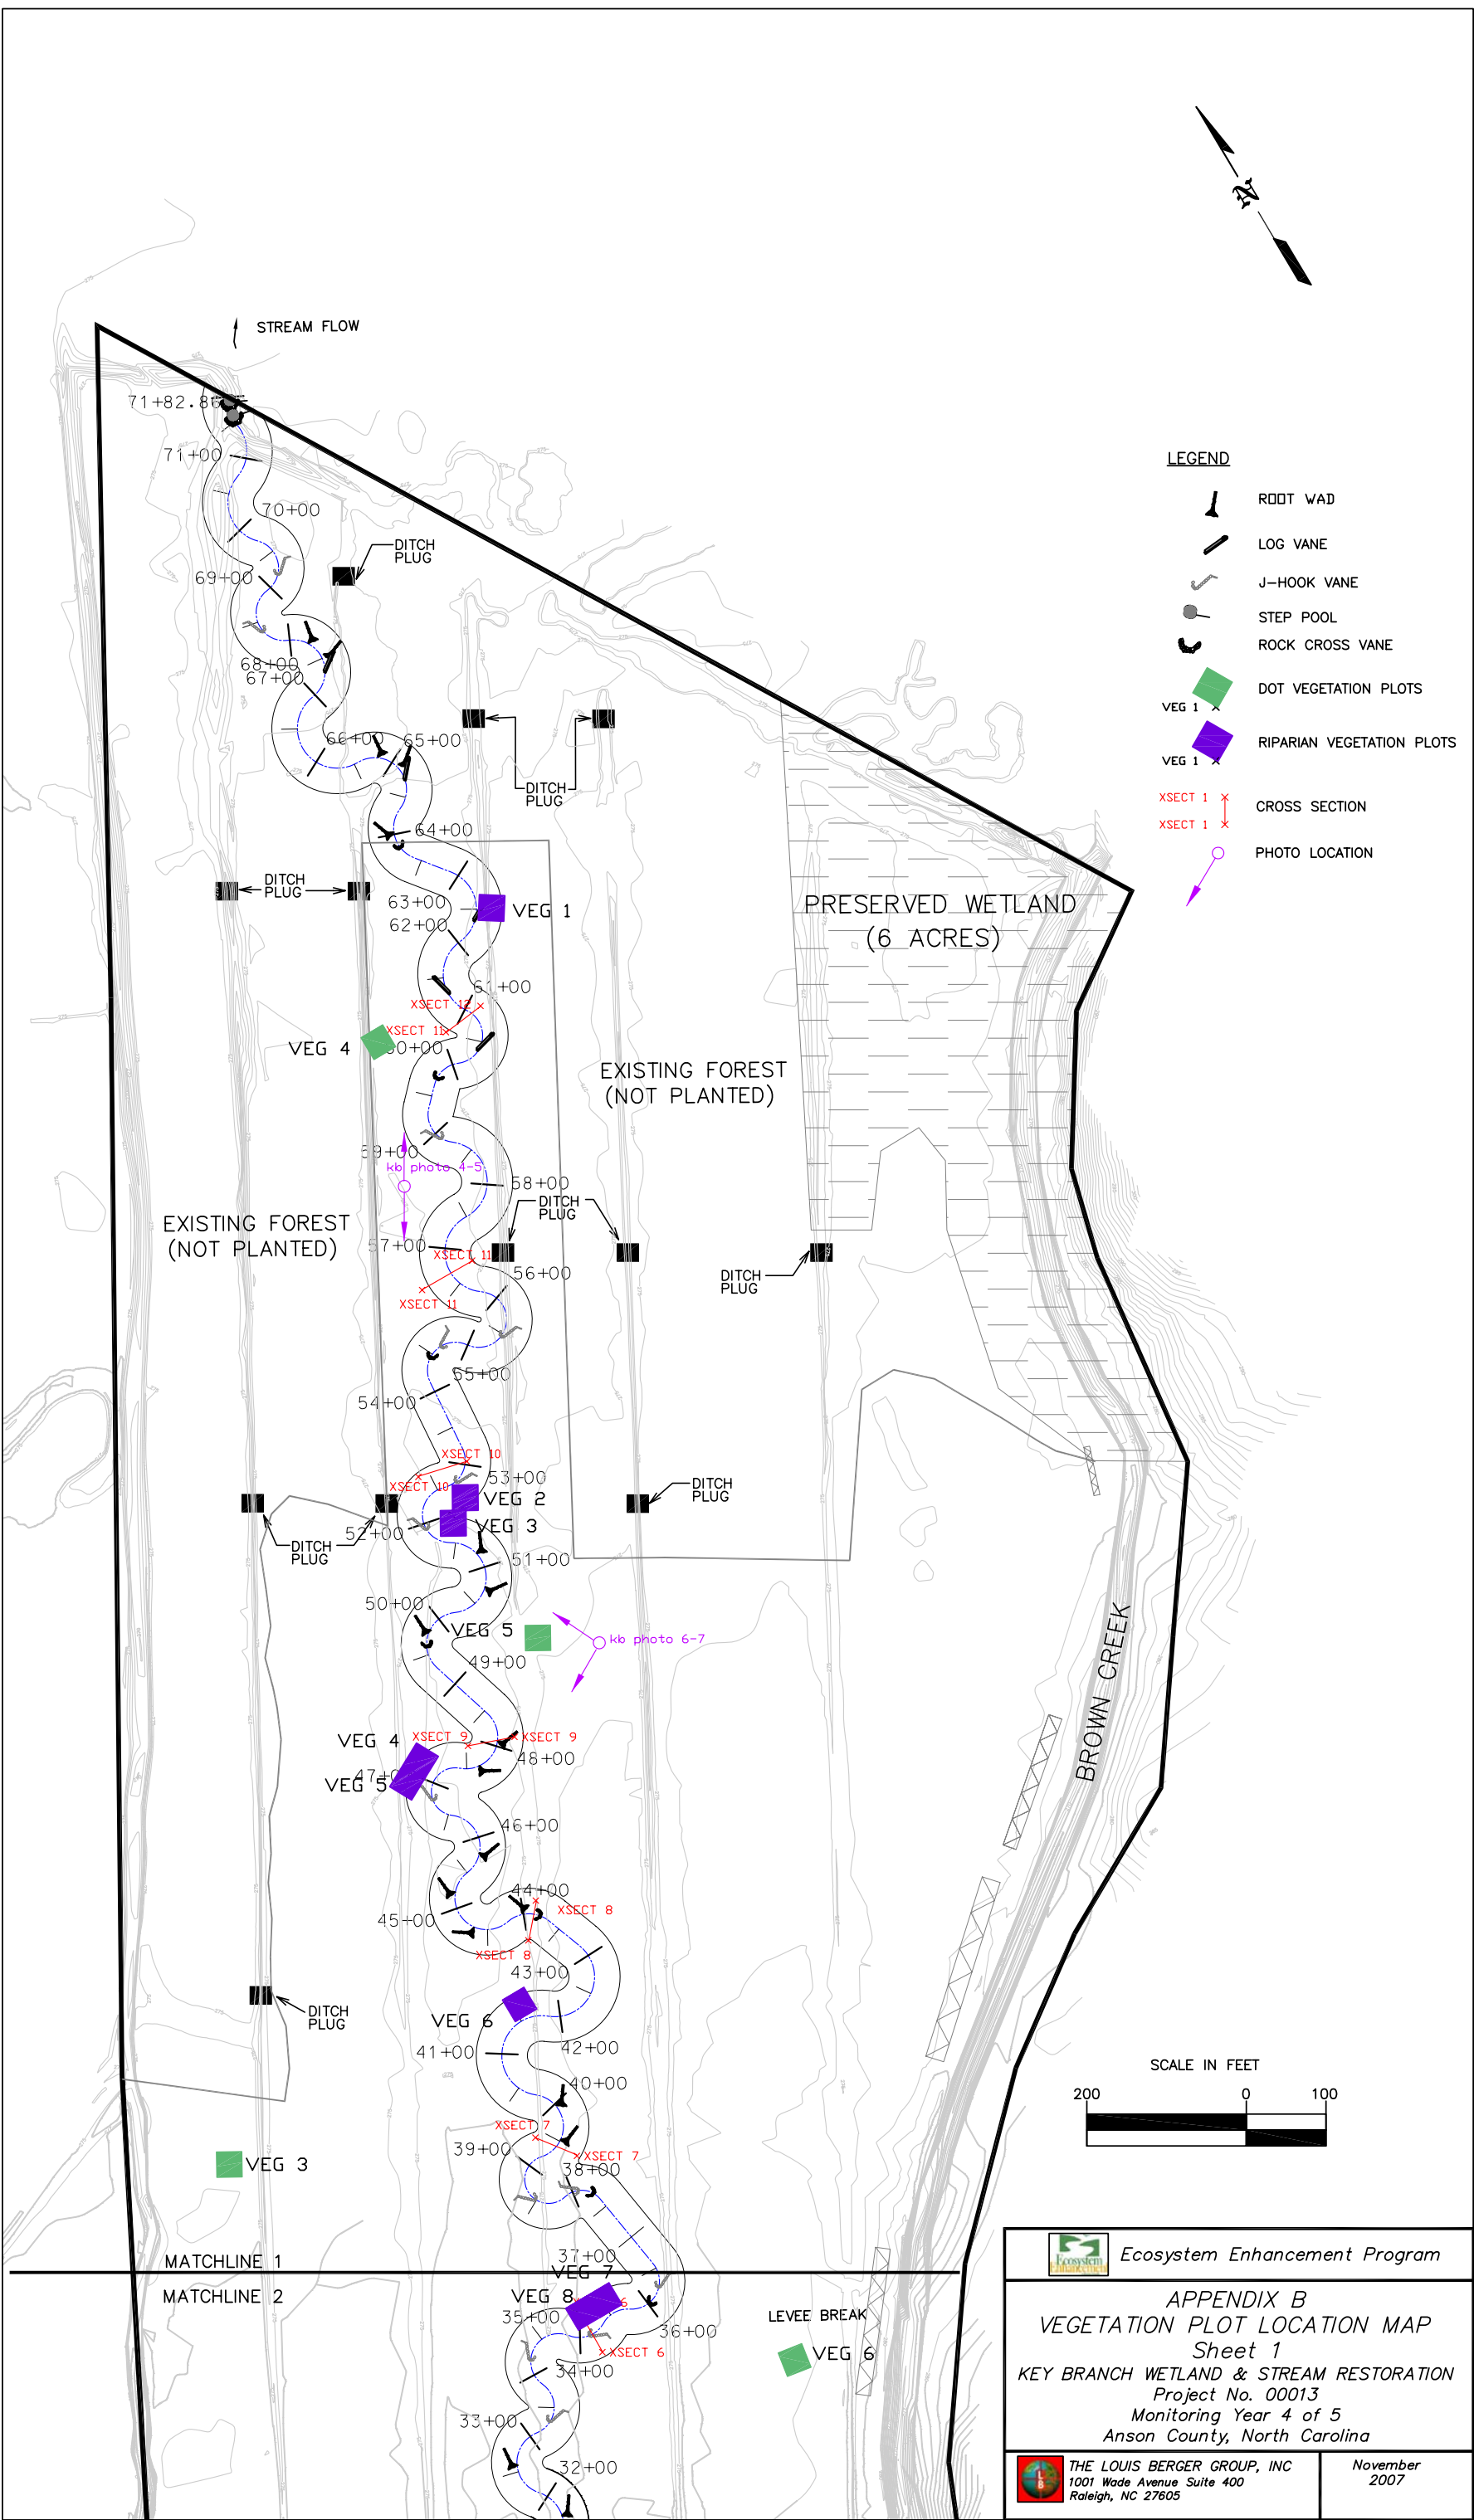 STREAM FLOW
71+82.86
71+00
70+00
DITCH
PLUG
69+00
68+00
67+00
66+00
65+00
DITCH
PLUG
64+00
DITCH
PLUG
63+00
62+00
VEG 1
61+00
XSECT 12
XSECT 11
VEG 4
60+00
PRESERVED WETLAND
(6 ACRES)
EXISTING FOREST
(NOT PLANTED)
59+00
kb photo 4-5
58+00
DITCH
PLUG
EXISTING FOREST
(NOT PLANTED)
57+00
XSECT 11
56+00
XSECT 11
DITCH
PLUG
55+00
54+00
XSECT 10
53+00
XSECT 10
DITCH
PLUG
VEG 2
VEG 3
52+00
DITCH
PLUG
51+00
50+00
VEG 5
kb photo 6-7
49+00
VEG 4
XSECT 9
XSECT 9
48+00
47+00
VEG 5
BROWN CREEK
46+00
44+00
XSECT 8
45+00
XSECT 8
43+00
DITCH
PLUG
VEG 6
42+00
41+00
40+00
XSECT 7
39+00
XSECT 7
38+00
VEG 3
MATCHLINE 1
MATCHLINE 2
37+00
VEG 7
VEG 8
6
35+00
36+00
XSECT 6
LEVEE BREAK
VEG 6
34+00
33+00
32+00
N
LEGEND
ROOT WAD
LOG VANE
J-HOOK VANE
STEP POOL
ROCK CROSS VANE
DOT VEGETATION PLOTS
VEG 1
RIPARIAN VEGETATION PLOTS
VEG 1
XSECT 1
CROSS SECTION
XSECT 1
PHOTO LOCATION
SCALE IN FEET
200 0 100
Ecosystem
Enhancement
Ecosystem Enhancement Program
APPENDIX B
VEGETATION PLOT LOCATION MAP
Sheet 1
KEY BRANCH WETLAND & STREAM RESTORATION
Project No. 00013
Monitoring Year 4 of 5
Anson County, North Carolina
L
B
THE LOUIS BERGER GROUP, INC
1001 Wade Avenue Suite 400
Raleigh, NC 27605
November
2007